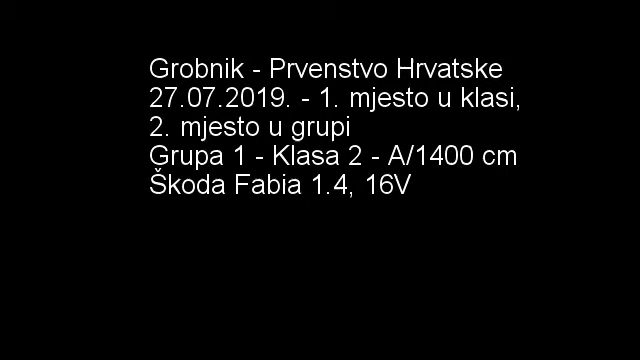 Grobnik - Prvenstvo Hrvatske
27.07.2019. - 1. mjesto u klasi,
2. mjesto u grupi
Grupa 1 - Klasa 2 - A/1400 cm
Škoda Fabia 1.4, 16V